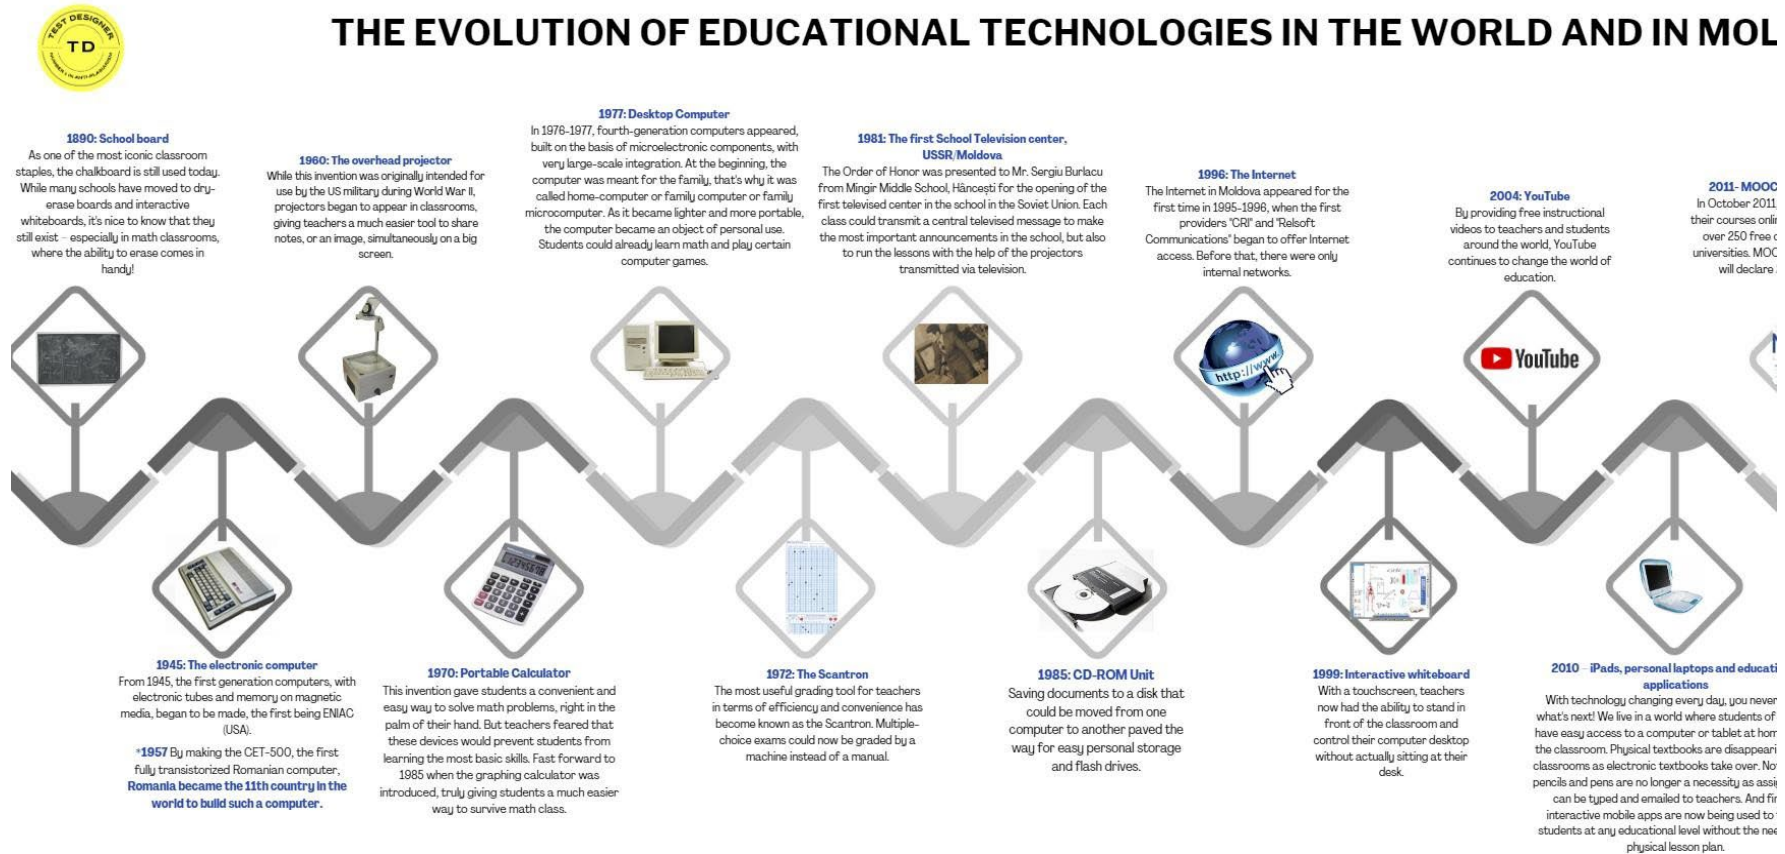 TEST DESIGNER
TD
THE EVOLUTION OF EDUCATIONAL TECHNOLOGIES IN THE WORLD AND IN MOL
1890: School board
As one of the most iconic classroom
staples, the chalkboard is still used today.
While many schools have moved to dry-
erase boards and interactive
whiteboards, it's nice to know that they
still exist – especially in math classrooms,
where the ability to erase comes in
handy!
1960: The overhead projector
While this invention was originally intended for
use by the US military during World War II,
projectors began to appear in classrooms,
giving teachers a much easier tool to share
notes, or an image, simultaneously on a big
screen.
1977: Desktop Computer
In 1976-1977, fourth-generation computers appeared,
built on the basis of microelectronic components, with
very large-scale integration. At the beginning, the
computer was meant for the family, that's why it was
called home-computer or family computer or family
microcomputer. As it became lighter and more portable,
the computer became an object of personal use.
Students could already learn math and play certain
computer games.
1981: The first School Television center,
USSR/Moldova
The Order of Honor was presented to Mr. Sergiu Burlacu
from Mingir Middle School, Hâncești for the opening of the
first televised center in the school in the Soviet Union. Each
class could transmit a central televised message to make
the most important announcements in the school, but also
to run the lessons with the help of the projectors
transmitted via television.
1996: The Internet
The Internet in Moldova appeared for the
first time in 1995-1996, when the first
providers "CRI" and "Relsoft
Communications" began to offer Internet
access. Before that, there were only
internal networks.
2004: YouTube
By providing free instructional
videos to teachers and students
around the world, YouTube
continues to change the world of
education.
2011- MOOC
In October 2011,
their courses onlin
over 250 free c
universities. MOO
will declare
http://www.
YouTube
1945: The electronic computer
From 1945, the first generation computers, with
electronic tubes and memory on magnetic
media, began to be made, the first being ENIAC
(USA).
*1957 By making the CET-500, the first
fully transistorized Romanian computer,
Romania became the 11th country in the
world to build such a computer.
1970: Portable Calculator
This invention gave students a convenient and
easy way to solve math problems, right in the
palm of their hand. But teachers feared that
these devices would prevent students from
learning the most basic skills. Fast forward to
1985 when the graphing calculator was
introduced, truly giving students a much easier
way to survive math class.
1972: The Scantron
The most useful grading tool for teachers
in terms of efficiency and convenience has
become known as the Scantron. Multiple-
choice exams could now be graded by a
machine instead of a manual.
1985: CD-ROM Unit
Saving documents to a disk that
could be moved from one
computer to another paved the
way for easy personal storage
and flash drives.
1999: Interactive whiteboard
With a touchscreen, teachers
now had the ability to stand in
front of the classroom and
control their computer desktop
without actually sitting at their
desk.
2010 – iPads, personal laptops and educati
applications
With technology changing every day, you never
what's next! We live in a world where students of
have easy access to a computer or tablet at hom
the classroom. Physical textbooks are disappeari
classrooms as electronic textbooks take over. No
pencils and pens are no longer a necessity as assig
can be typed and emailed to teachers. And fin
interactive mobile apps are now being used to
students at any educational level without the nee
physical lesson plan.